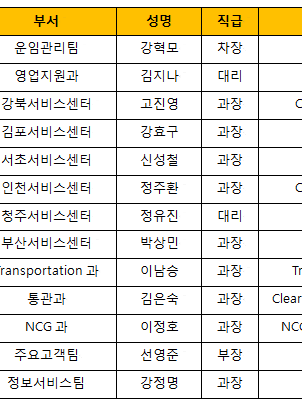 부서 성명 직급
운임관리팀 강혁모 차장
영업지원과 김지나 대리
강북서비스센터 고진영 과장 C
김포서비스센터 강효구 과장
서초서비스센터 신성철 과장
인천서비스센터 정주환 과장 C
청주서비스센터 정유진 대리
부산서비스센터 박상민 과장
ransportation 과 이남승 과장 Tr
통관과 김은숙 과장 Clear
NCG 과 이정호 과장 NCG
주요고객팀 선영준 부장
정보서비스팀 강정명 과장